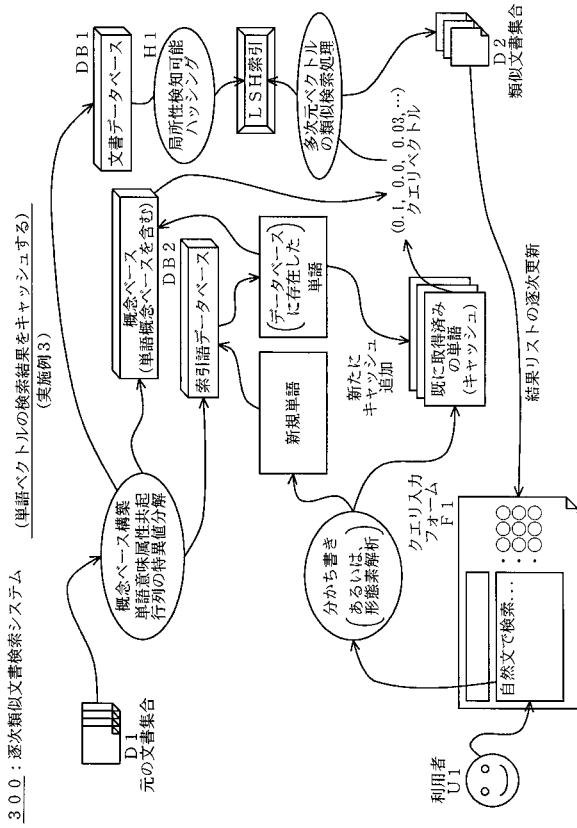 300:逐次類似文書検索システム
(単語ベクトルの検索結果をキャッシュする)
(実施例3)
D1
元の文書集合
概念ベース構築
単語意味属性共起
行列の特異値分解
DB1
文書データベース
H1
局所性検知可能
ハッシング
LSH索引
多次元ベクトル
の類似検索処理
D2
類似文書集合
概念ベース
(単語概念ベースを含む)
DB2
索引語データベース
(データベース
に存在した)
単語
新規単語
新たに
キャッシュ
追加
既に取得済み
の単語
(キャッシュ)
(0.1, 0.0, 0.03,…)
クエリベクトル
分かち書き
(あるいは、
形態素解析)
クエリ入力
フォーム
F1
自然文で検索...
:○○○
:○○○
:○○○
結果リストの逐次更新
利用者
U1